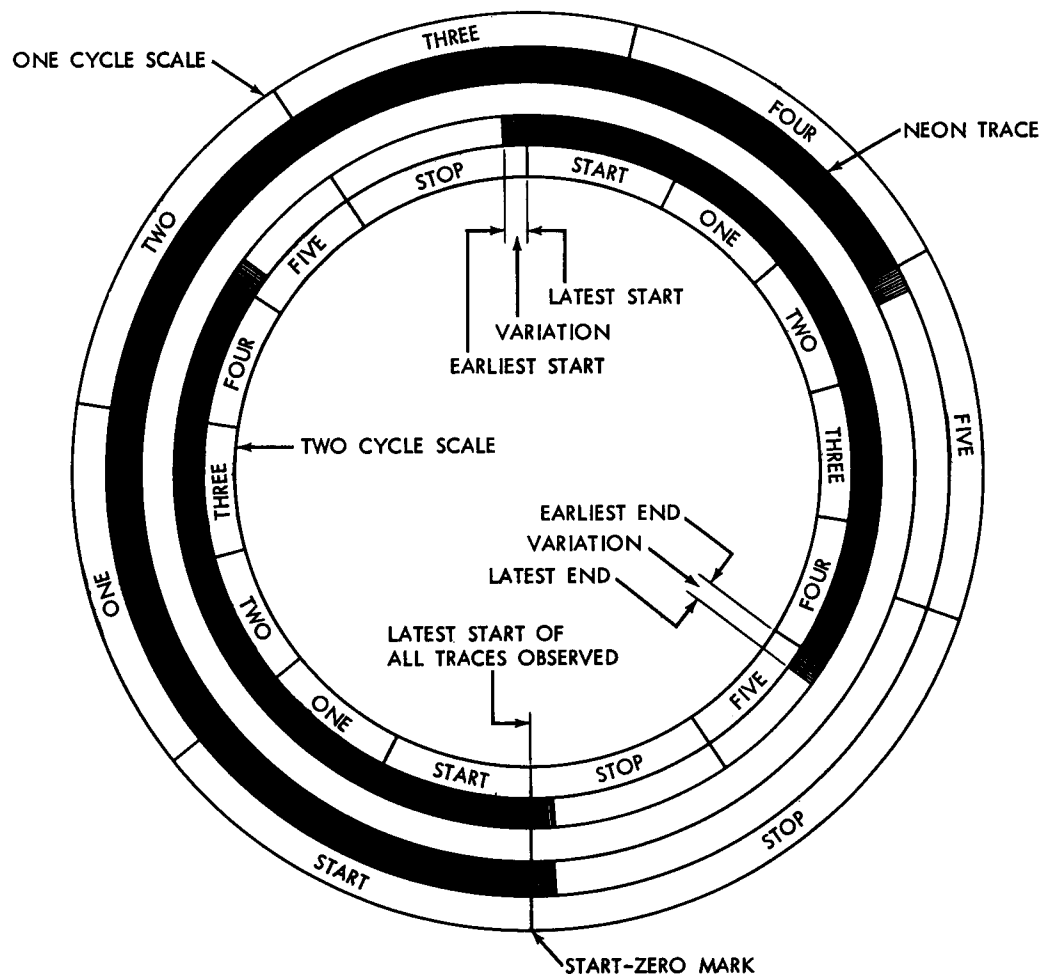 THREE
ONE CYCLE SCALE
FOUR
NEON TRACE
STOP
START
TWO
ONE
FIVE
LATEST START
VARIATION
EARLIEST START
TWO
FOUR
FIVE
TWO CYCLE SCALE
THREE
THREE
EARLIEST END
VARIATION
LATEST END
FOUR
ONE
TWO
LATEST START OF
ALL TRACES OBSERVED
FIVE
ONE
START
STOP
STOP
START
START-ZERO MARK